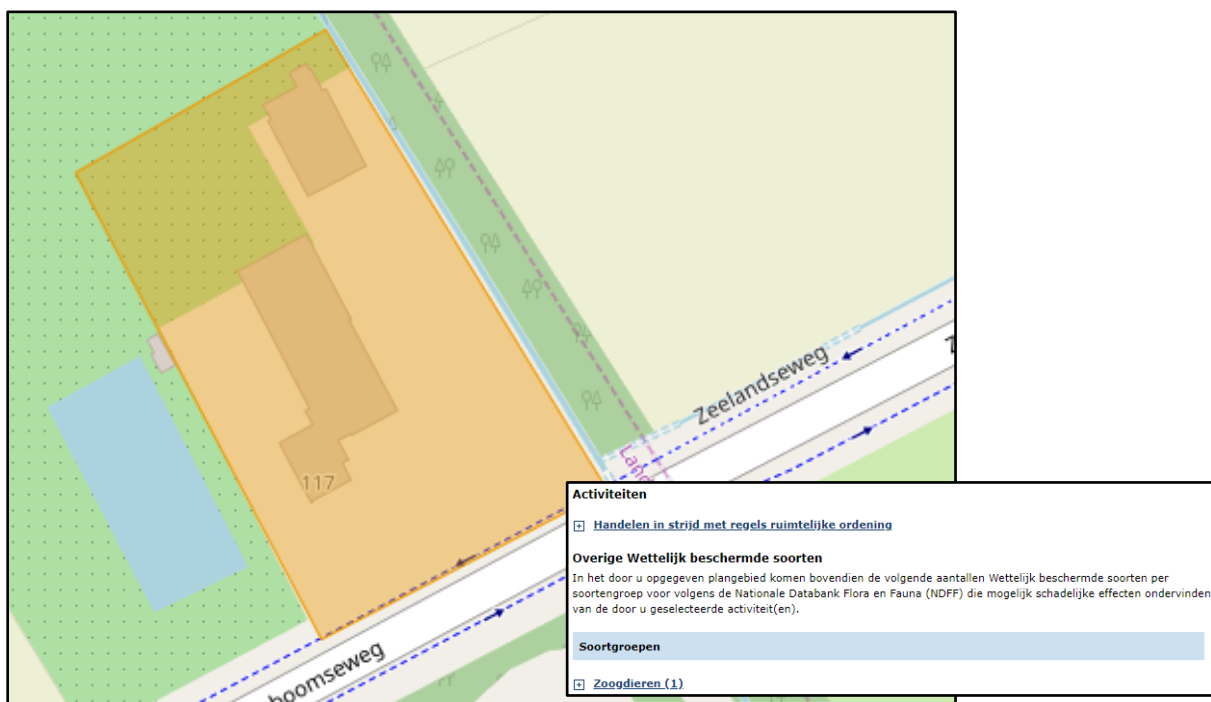 Zeelandseweg
117
boomseweg
Activiteiten
Handelen in strijd met regels ruimtelijke ordening
Overige Wettelijk beschermde soorten
In het door u opgegeven plangebied komen bovendien de volgende aantallen Wettelijk beschermde soorten per
soortengroep voor volgens de Nationale Databank Flora en Fauna (NDFF) die mogelijk schadelijke effecten ondervinden
van de door u geselecteerde activiteit(en).
Soortgroepen
Zoogdieren (1)